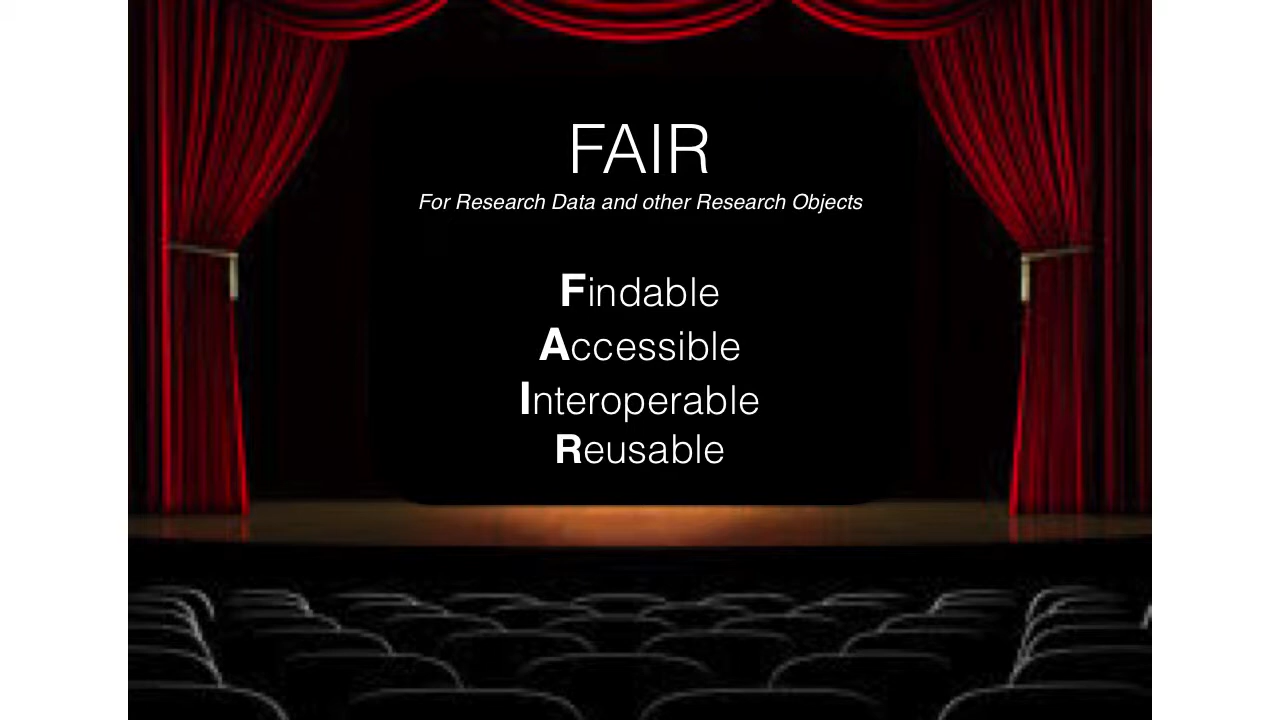 FAIR
For Research Data and other Research Objects
Findable
Accessible
Interoperable
Reusable